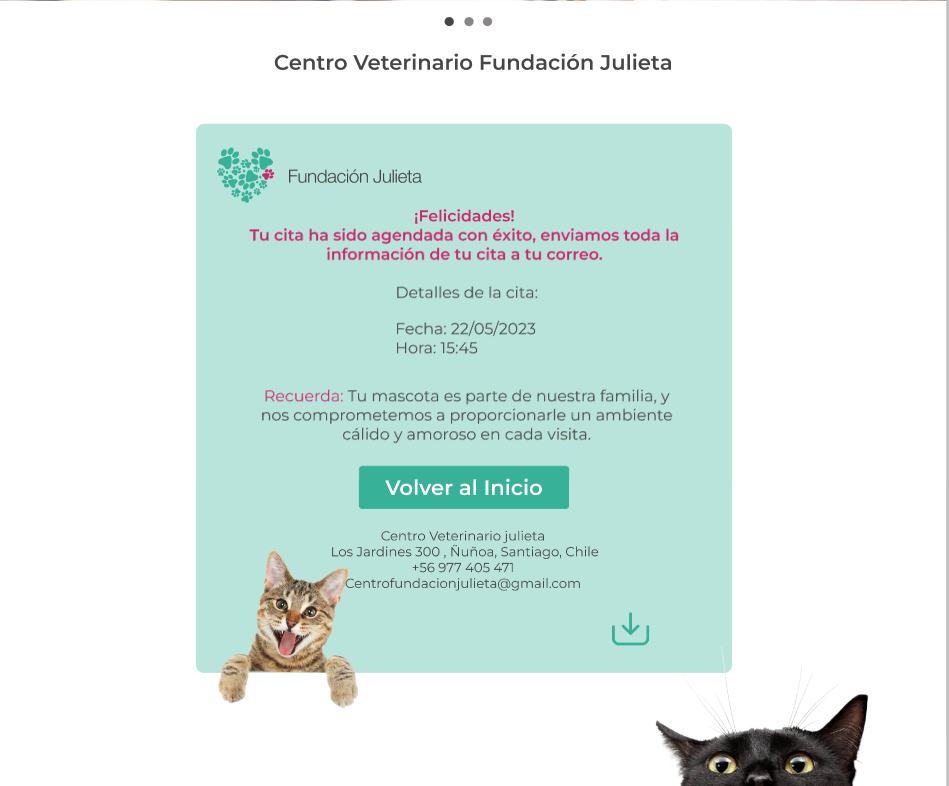 Centro Veterinario Fundación Julieta
Fundación Julieta
¡Felicidades!
Tu cita ha sido agendada con éxito, enviamos toda la
información de tu cita a tu correo.
Detalles de la cita:
Fecha: 22/05/2023
Hora: 15:45
Recuerda: Tu mascota es parte de nuestra familia, y
nos comprometemos a proporcionarle un ambiente
cálido y amoroso en cada visita.
Volver al Inicio
Centro Veterinario julieta
Los Jardines 300 , Ñuñoa, Santiago, Chile
+56 977 405 471
Centrofundacionjulieta@gmail.com